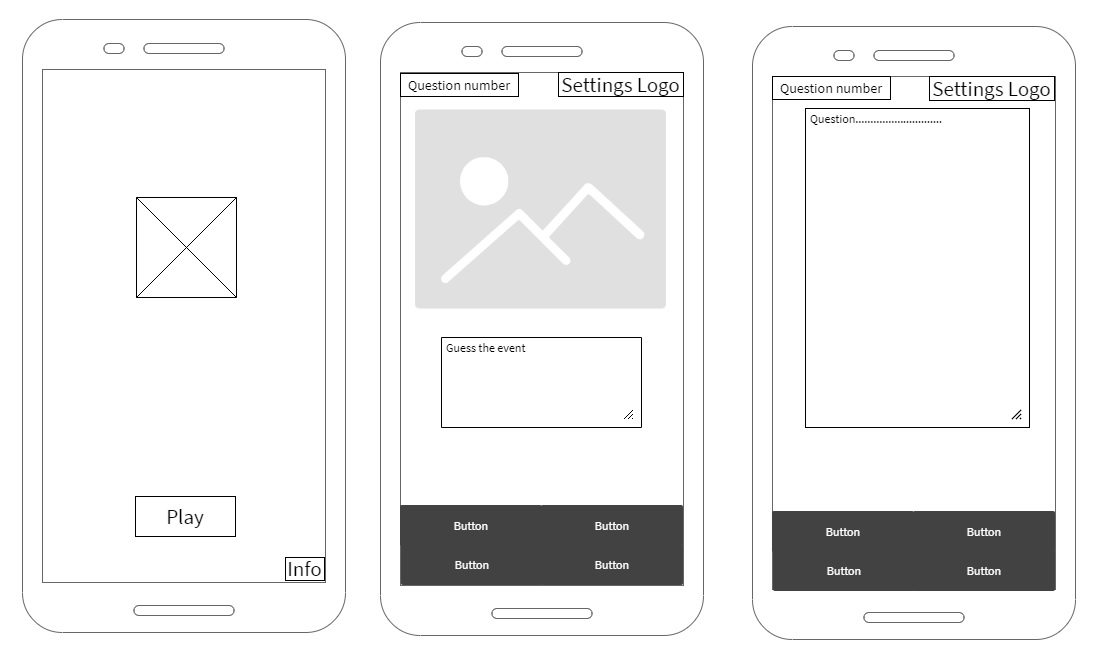 Play
Info
Question number
Settings Logo
Guess the event
Button Button
Button Button
Question number
Settings Logo
Question.............................
Button Button
Button Button